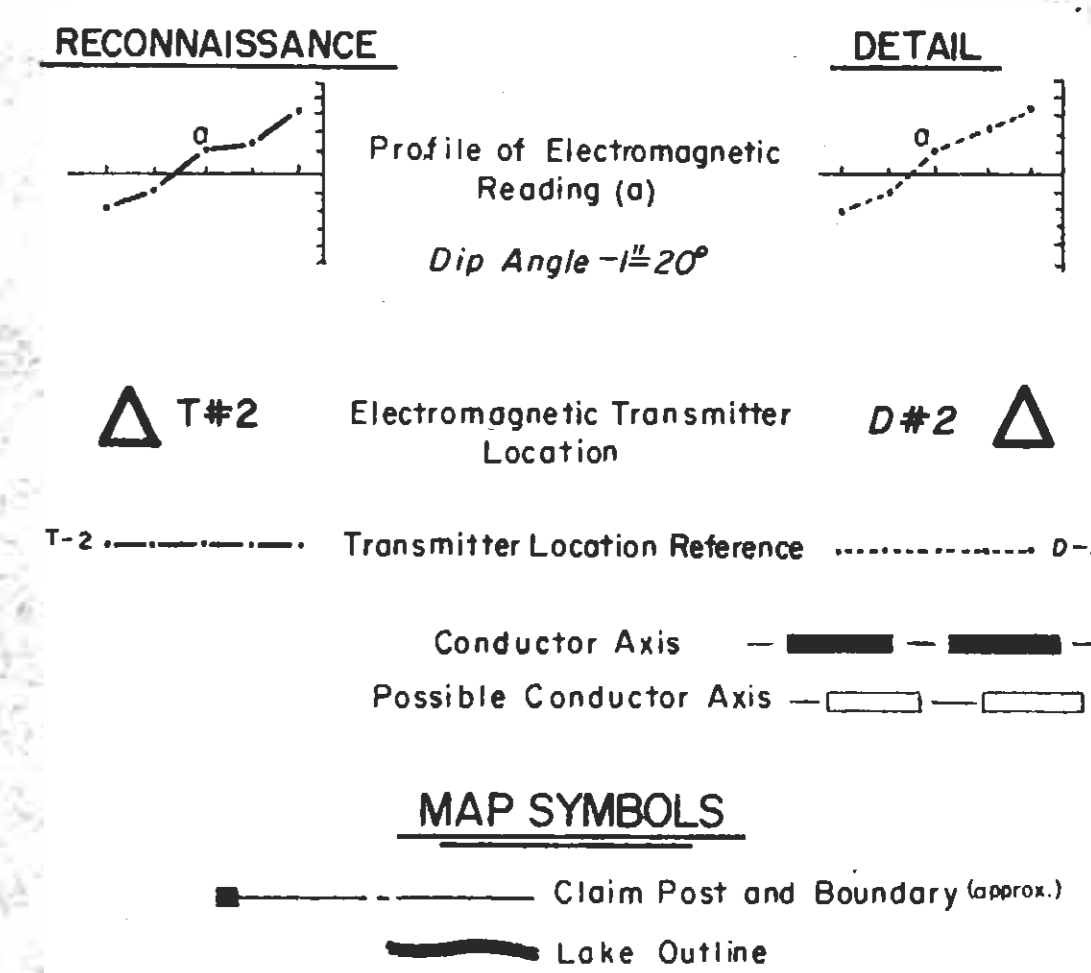 RECONNAISSANCE
DETAIL
a
a
Profile of Electromagnetic
Reading (a)
Dip Angle - 1"=20°
T#2
Electromagnetic Transmitter
Location
D#2
T-2
Transmitter Location Reference
D-
Conductor Axis
Possible Conductor Axis
MAP SYMBOLS
Claim Post and Boundary (approx.)
Lake Outline